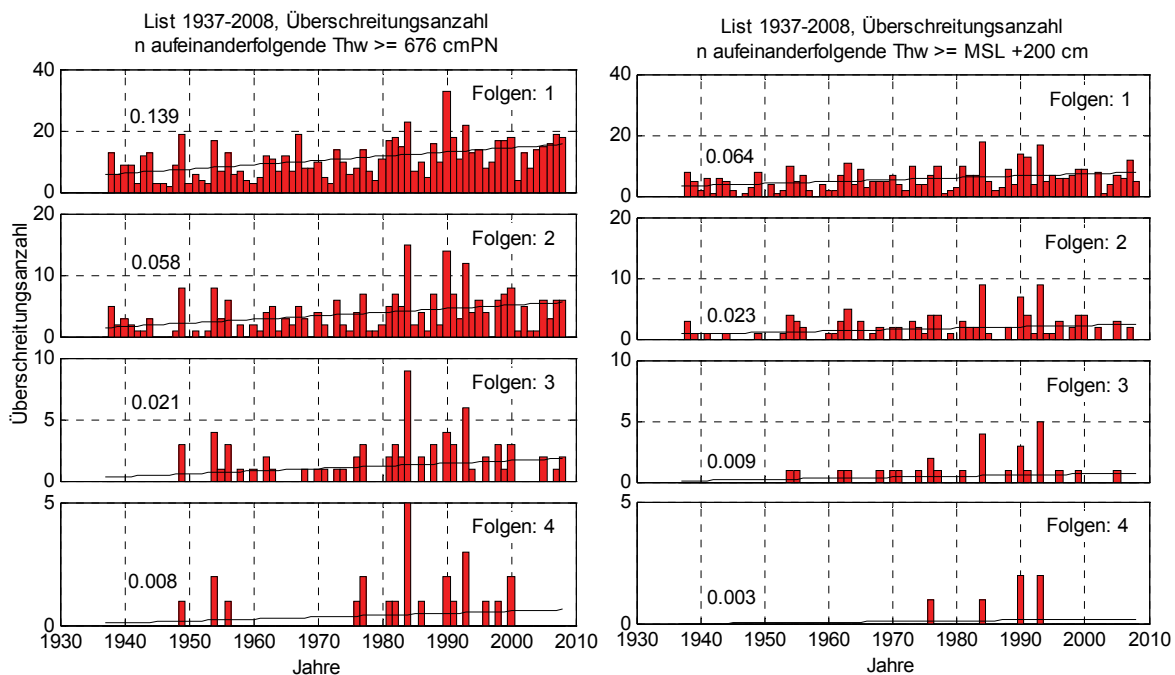 List 1937-2008, Überschreitungsanzahl
n aufeinanderfolgende Thw >= 676 cmPN
Überschreitungsanzahl
40
20
0
0.139
Folgen: 1
20
10
0
0.058
Folgen: 2
10
5
0
0.021
Folgen: 3
5
0
0.008
Folgen: 4
1930 1940 1950 1960 1970 1980 1990 2000 2010
Jahre
List 1937-2008, Überschreitungsanzahl
n aufeinanderfolgende Thw >= MSL +200 cm
40
20
0
0.064
Folgen: 1
20
10
0
0.023
Folgen: 2
10
5
0
0.009
Folgen: 3
5
0
0.003
Folgen: 4
1930 1940 1950 1960 1970 1980 1990 2000 2010
Jahre